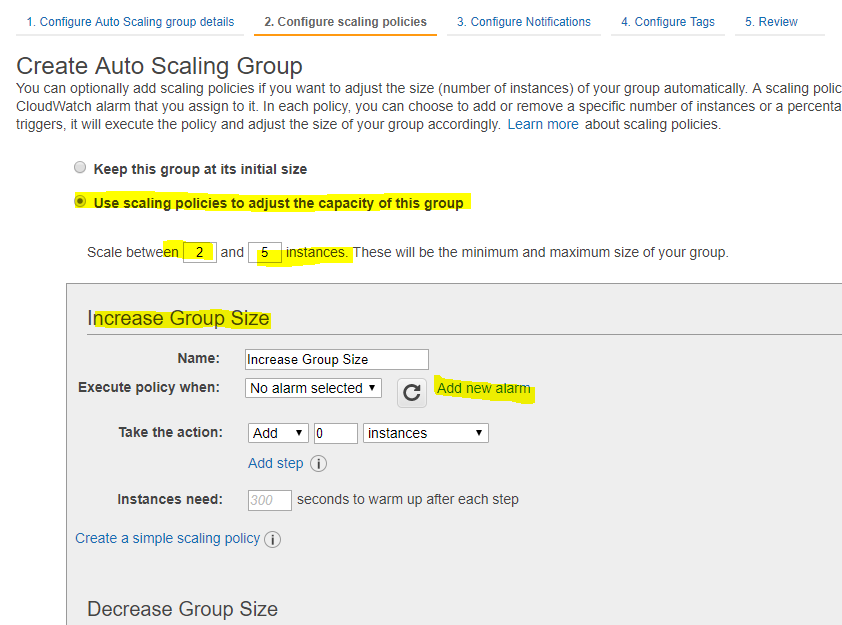 1. Configure Auto Scaling group details 2. Configure scaling policies 3. Configure Notifications 4. Configure Tags 5. Review
Create Auto Scaling Group
You can optionally add scaling policies if you want to adjust the size (number of instances) of your group automatically. A scaling polic
CloudWatch alarm that you assign to it. In each policy, you can choose to add or remove a specific number of instances or a percenta
triggers, it will execute the policy and adjust the size of your group accordingly. Learn more about scaling policies.
Keep this group at its initial size
Use scaling policies to adjust the capacity of this group
Scale between 2 and 5 instances. These will be the minimum and maximum size of your group.
Increase Group Size
Name: Increase Group Size
Execute policy when: No alarm selected Add new alarm
Take the action: Add 0 instances
Add step i
Instances need: 300 seconds to warm up after each step
Create a simple scaling policy i
Decrease Group Size